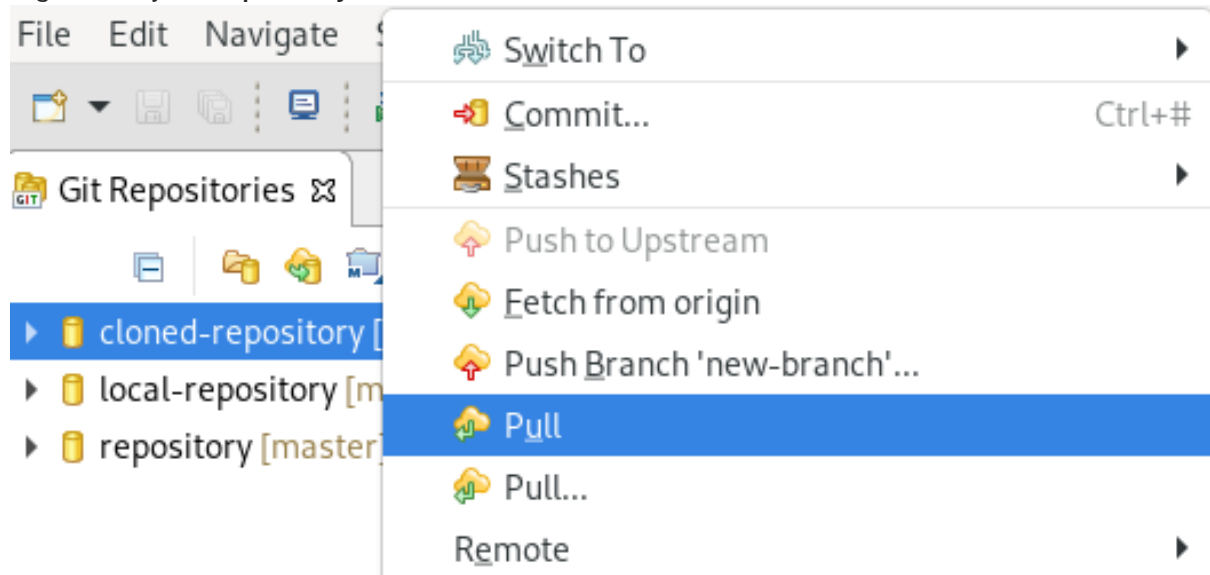 File Edit Navigate
Switch To
Commit... Ctrl+#
Git Repositories
Stashes
Push to Upstream
Fetch from origin
cloned-repository [
Push Branch 'new-branch'...
local-repository [m
Pull
repository [master]
Pull...
Remote